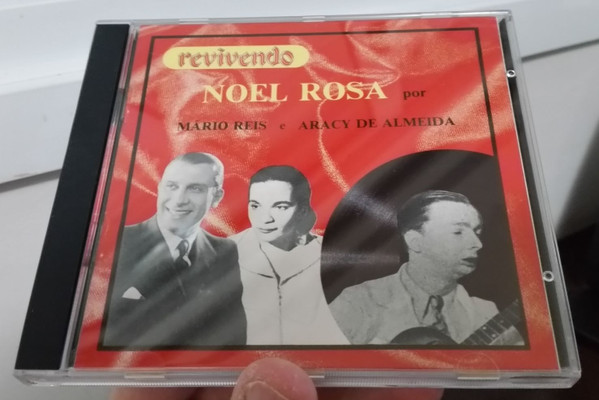 revivendo
NOEL ROSA por
MÁRIO REIS e ARACY DE ALMEIDA